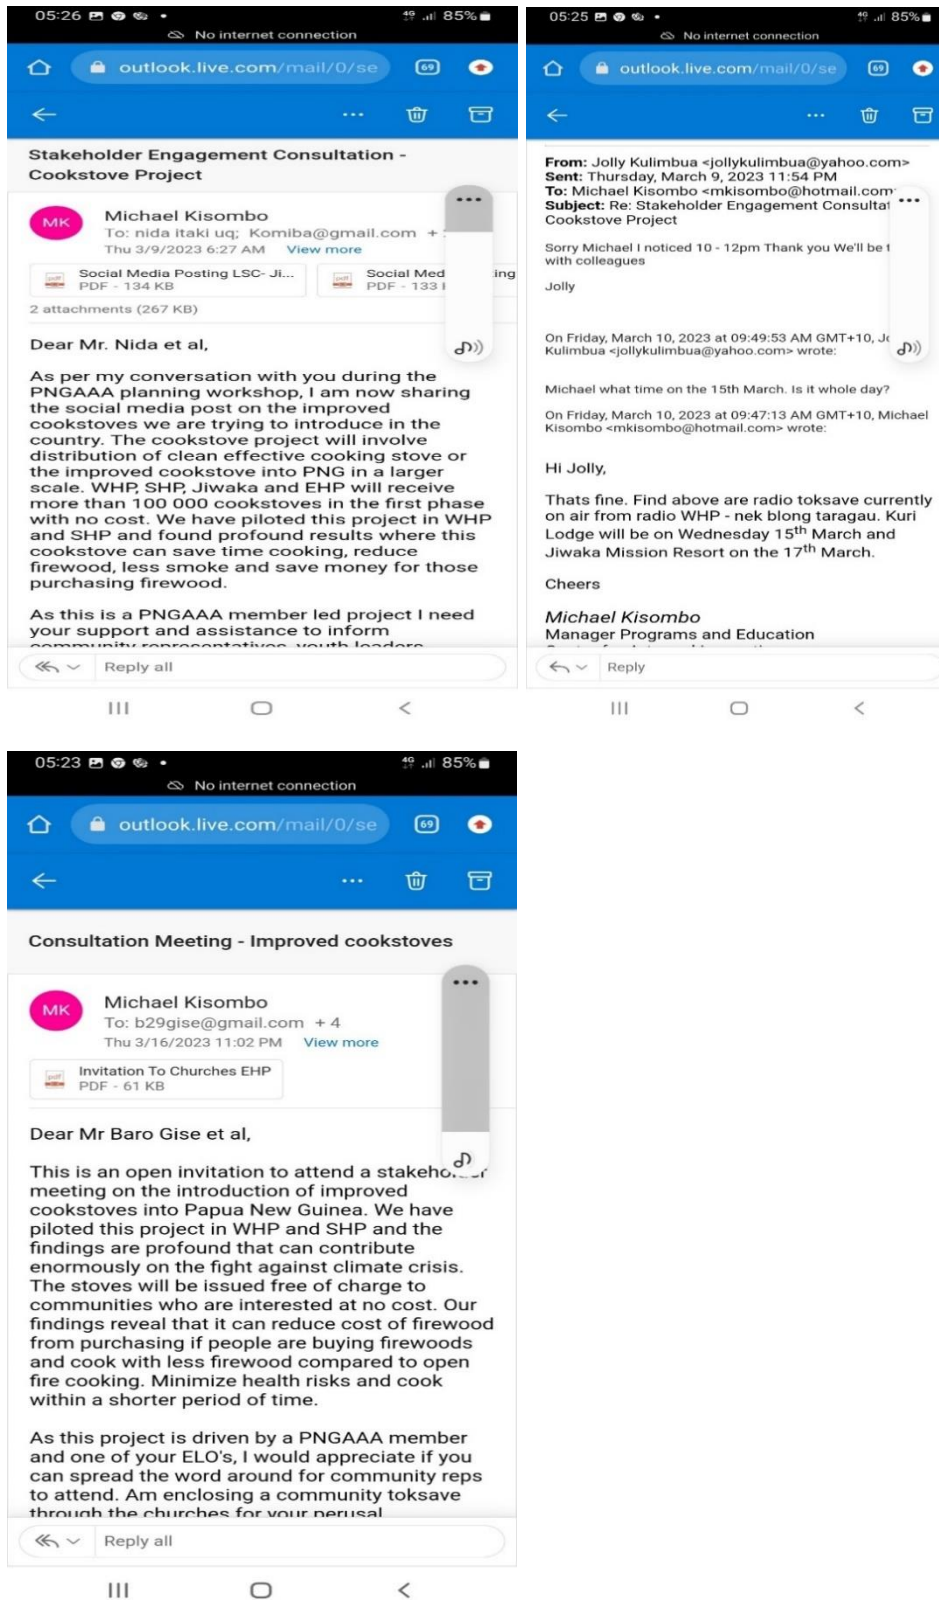 05:26
4G 85%
No internet connection
outlook.live.com/mail/0/se
69
Stakeholder Engagement Consultation -
Cookstove Project
MK
Michael Kisombo
To: nida itaki uq; Komiba@gmail.com +
Thu 3/9/2023 6:27 AM View more
Social Media Posting LSC- Ji...
PDF - 134 KB
Social Med ing
PDF - 133
2 attachments (267 KB)
Dear Mr. Nida et al,
As per my conversation with you during the
PNGAAA planning workshop, I am now sharing
the social media post on the improved
cookstoves we are trying to introduce in the
country. The cookstove project will involve
distribution of clean effective cooking stove or
the improved cookstove into PNG in a larger
scale. WHP, SHP, Jiwaka and EHP will receive
more than 100 000 cookstoves in the first phase
with no cost. We have piloted this project in WHP
and SHP and found profound results where this
cookstove can save time cooking, reduce
firewood, less smoke and save money for those
purchasing firewood.
As this is a PNGAAA member led project I need
your support and assistance to inform
community representatives, youth leaders
Reply all
05:25
4G 85%
No internet connection
outlook.live.com/mail/0/se
69
From: Jolly Kulimbua <jollykulimbua@yahoo.com>
Sent: Thursday, March 9, 2023 11:54 PM
To: Michael Kisombo <mkisombo@hotmail.com
Subject: Re: Stakeholder Engagement Consultat
Cookstove Project
Sorry Michael I noticed 10 - 12pm Thank you We'll be t
with colleagues
Jolly
On Friday, March 10, 2023 at 09:49:53 AM GMT+10, Jo
Kulimbua <jollykulimbua@yahoo.com> wrote:
Michael what time on the 15th March. Is it whole day?
On Friday, March 10, 2023 at 09:47:13 AM GMT+10, Michael
Kisombo <mkisombo@hotmail.com> wrote:
Hi Jolly,
Thats fine. Find above are radio toksave currently
on air from radio WHP - nek blong taragau. Kuri
Lodge will be on Wednesday 15th March and
Jiwaka Mission Resort on the 17th March.
Cheers
Michael Kisombo
Manager Programs and Education
Reply
05:23
4G 85%
No internet connection
outlook.live.com/mail/0/se
69
Consultation Meeting - Improved cookstoves
MK
Michael Kisombo
To: b29gise@gmail.com + 4
Thu 3/16/2023 11:02 PM View more
Invitation To Churches EHP
PDF - 61 KB
Dear Mr Baro Gise et al,
This is an open invitation to attend a stakeholder
meeting on the introduction of improved
cookstoves into Papua New Guinea. We have
piloted this project in WHP and SHP and the
findings are profound that can contribute
enormously on the fight against climate crisis.
The stoves will be issued free of charge to
communities who are interested at no cost. Our
findings reveal that it can reduce cost of firewood
from purchasing if people are buying firewoods
and cook with less firewood compared to open
fire cooking. Minimize health risks and cook
within a shorter period of time.
As this project is driven by a PNGAAA member
and one of your ELO's, I would appreciate if you
can spread the word around for community reps
to attend. Am enclosing a community toksave
through the churches for your perusal
Reply all